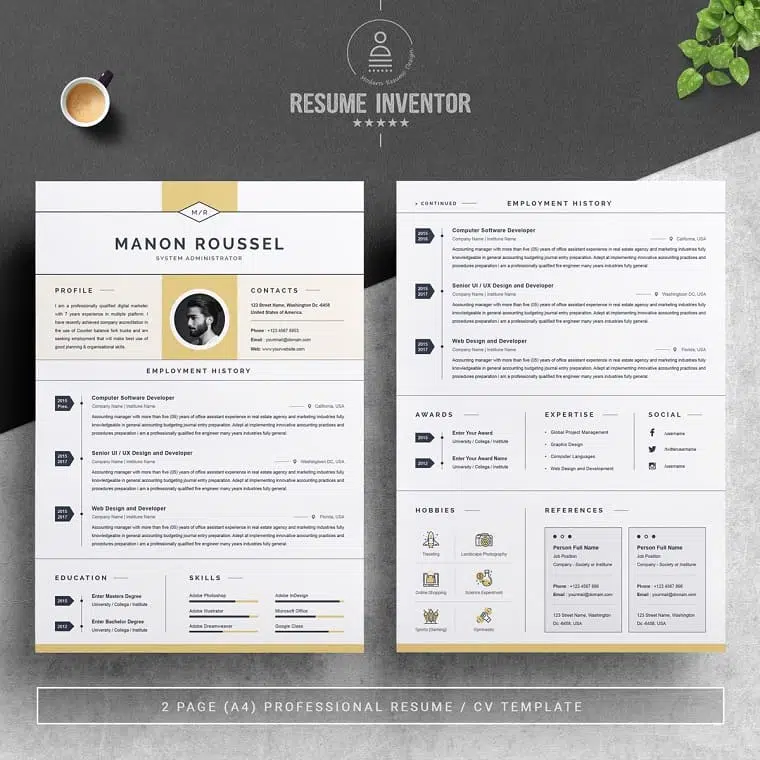 Modern Resume Design
RESUME INVENTOR
M/R
MANON ROUSSEL
SYSTEM ADMINISTRATOR
PROFILE
I am a professionally qualified digital marketer
with 7 years experience in multiple platform. I
have recently achieved company accreditation in
the use of Counter balance fork trucks and am
seeking employment that will make best use of
good planning & organisational skills.
CONTACTS
123 Street Name, Washington Dc. -6458
United States of America.
Phone : +123 4567 8953
Email : yourmail@domain.com
Web: www.yourwebsite.com
EMPLOYMENT HISTORY
2015
Pres.
Computer Software Developer
Company Name | Institune Name
California, USA
Accounting manager with more than five (05) years of office assistant experience in real estate agency and marketing industries fully
knowledgeable in general accounting budgeting journal entry preparation. Adept at implementing innovative accounting structures and
procedures preparation i am a professionally qualified fire engineer many years industries fully general.
2015
2017
Senior UI / UX Design and Developer
Company Name | Institune Name
Washington DC, USA
Accounting manager with more than five (05) years of office assistant experience in real estate agency and marketing industries fully
knowledgeable in general accounting budgeting journal entry preparation. Adept at implementing innovative accounting structures and
procedures preparation i am a professionally qualified fire engineer many years industries fully general.
2015
2017
Web Design and Developer
Company Name | Institune Name
Florida, USA
Accounting manager with more than five (05) years of office assistant experience in real estate agency and marketing industries fully
knowledgeable in general accounting budgeting journal entry preparation. Adept at implementing innovative accounting structures and
procedures preparation i am a professionally qualified fire engineer many years industries fully general.
EDUCATION
2015
Enter Masters Degree
University / College / Institute
2012
Enter Bachelor Degree
University / College / Institute
SKILLS
Adobe Photoshop
Adobe InDesign
Adobe Illustrator
Microsoft Office
Adobe Dreamweaver
Google Class
CONTINUED
EMPLOYMENT HISTORY
2015
2016
Computer Software Developer
Company Name | Institune Name
California, USA
Accounting manager with more than five (05) years of office assistant experience in real estate agency and marketing industries fully
knowledgeable in general accounting budgeting journal entry preparation. Adept at implementing innovative accounting structures and
procedures preparation i am a professionally qualified fire engineer many years industries fully general.
2015
2017
Senior UI / UX Design and Developer
Company Name | Institune Name
Washingtoon DC, USA
Accounting manager with more than five (05) years of office assistant experience in real estate agency and marketing industries fully
knowledgeable in general accounting budgeting journal entry preparation. Adept at implementing innovative accounting structures and
procedures preparation i am a professionally qualified fire engineer many years industries fully general.
2015
2017
Web Design and Developer
Company Name | Institune Name
Florida, USA
Accounting manager with more than five (05) years of office assistant experience in real estate agency and marketing industries fully
knowledgeable in general accounting budgeting journal entry preparation. Adept at implementing innovative accounting structures and
procedures preparation i am a professionally qualified fire engineer many years industries fully general.
AWARDS
2015
Enter Your Award
University / College / Institute
2012
Enter Your Award Name
University / College / Institute
EXPERTISE
Global Project Management
Graphic Design
Computer Languages
Web Design and Development
SOCIAL
/username
/twitterusername
/username
HOBBIES
Traveling
Landscape Photography
Online Shopping
Science Experiment
Sports (Gaming)
Gymnastic
REFERENCES
Person Full Name
Job Position
Company - Society or Institune
Phone : +123 4567 896
Email : yourmail@domain.com
123 Street Name, Washington
Dc -6458.
Person Full Name
Job Position
Company - Society or Institune
Phone : +123 4567 896
Email : yourmail@domain.com
123 Street Name, Washington
Dc -6458.
2 PAGE (A4) PROFESSIONAL RESUME / CV TEMPLATE